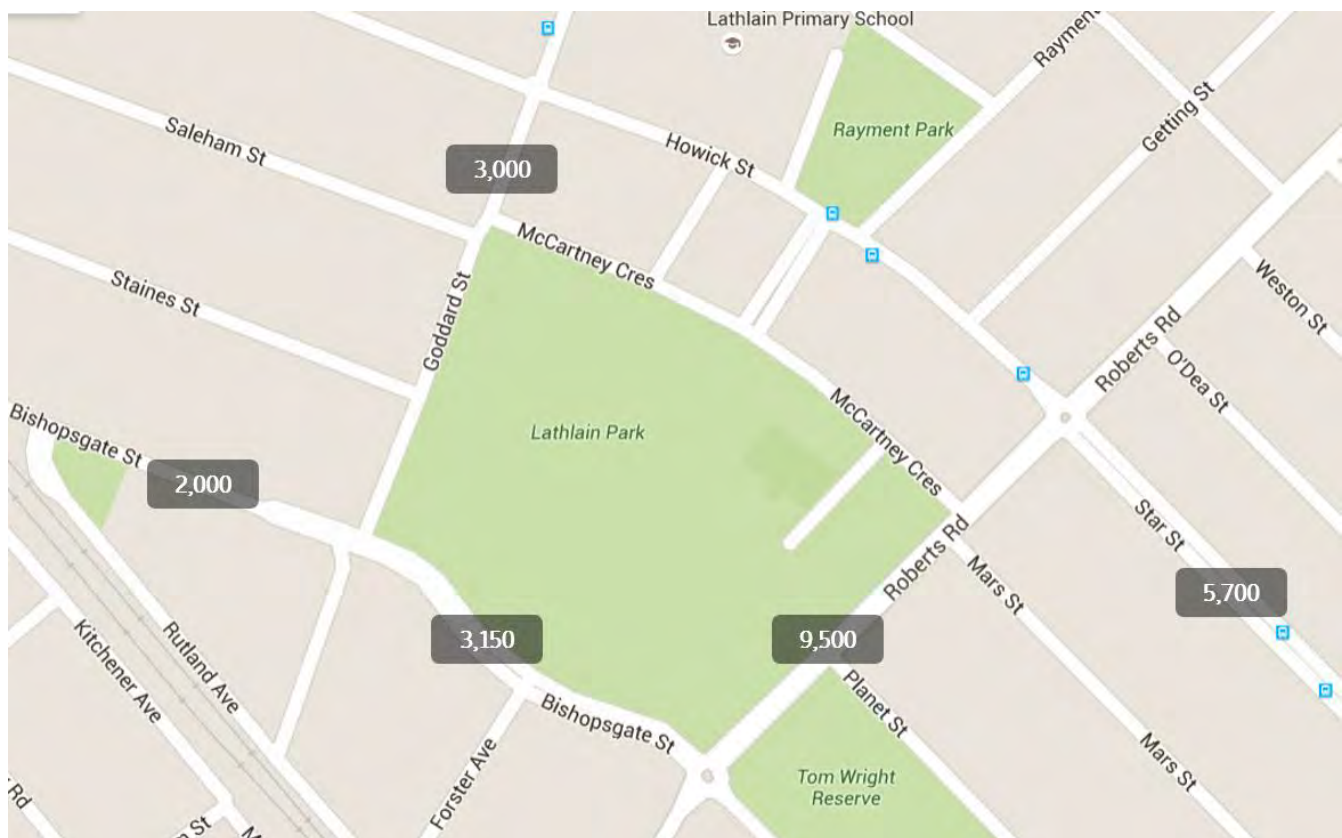 Lathlain Primary School
Rayment
Rayment Park
Getting St
Saleham St
Howick St
3,000
McCartney Cres
Staines St
Goddard St
Weston St
Roberts Rd
O'Dea St
Bishopsgate St
Lathlain Park
McCartney Cres
2,000
Star St
Roberts Rd
Mars St
5,700
3,150
9,500
Kitchener Ave
Rutland Ave
Bishopsgate St
Planet St
Forster Ave
Mars St
Tom Wright
Reserve
Rd
St